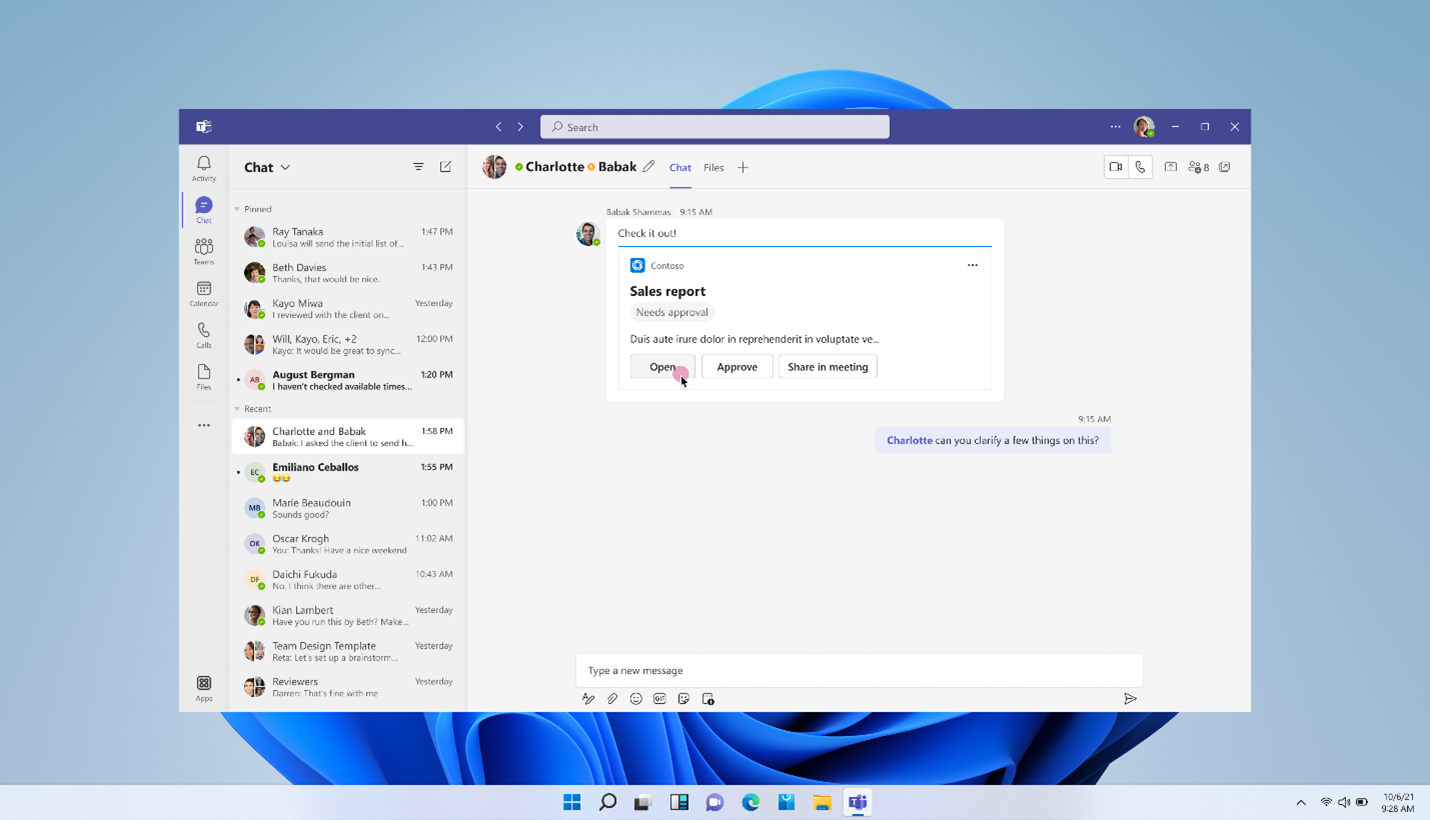 Search
Activity
Chat
Teams
Calendar
Calls
Files
Apps
Chat
Pinned
Ray Tanaka 1:47 PM
Louisa will send the initial list of...
Beth Davies 1:43 PM
Thanks, that would be nice.
Kayo Miwa Yesterday
I reviewed with the client on...
Will, Kayo, Eric, +2 12:00 PM
Kayo: It would be great to sync...
AB August Bergman 1:20 PM
I haven't checked available times...
Recent
Charlotte and Babak 1:58 PM
Babak: I asked the client to send h...
EC Emiliano Ceballos 1:55 PM
MB Marie Beaudouin 1:00 PM
Sounds good?
OK Oscar Krogh 11:02 AM
You: Thanks! Have a nice weekend
DF Daichi Fukuda 10:43 AM
No, I think there are other...
Kian Lambert Yesterday
Have you run this by Beth? Make...
Team Design Template Yesterday
Reta: Let's set up a brainstorm...
Reviewers Yesterday
Darren: That's fine with me
Charlotte Babak Chat Files 8
Babak Shammas 9:15 AM
Check it out!
Contoso
Sales report
Needs approval
Duis aute irure dolor in reprehenderit in voluptate ve...
Open Approve Share in meeting
9:15 AM
Charlotte can you clarify a few things on this?
Type a new message
GIF
10/6/21
9:28 AM